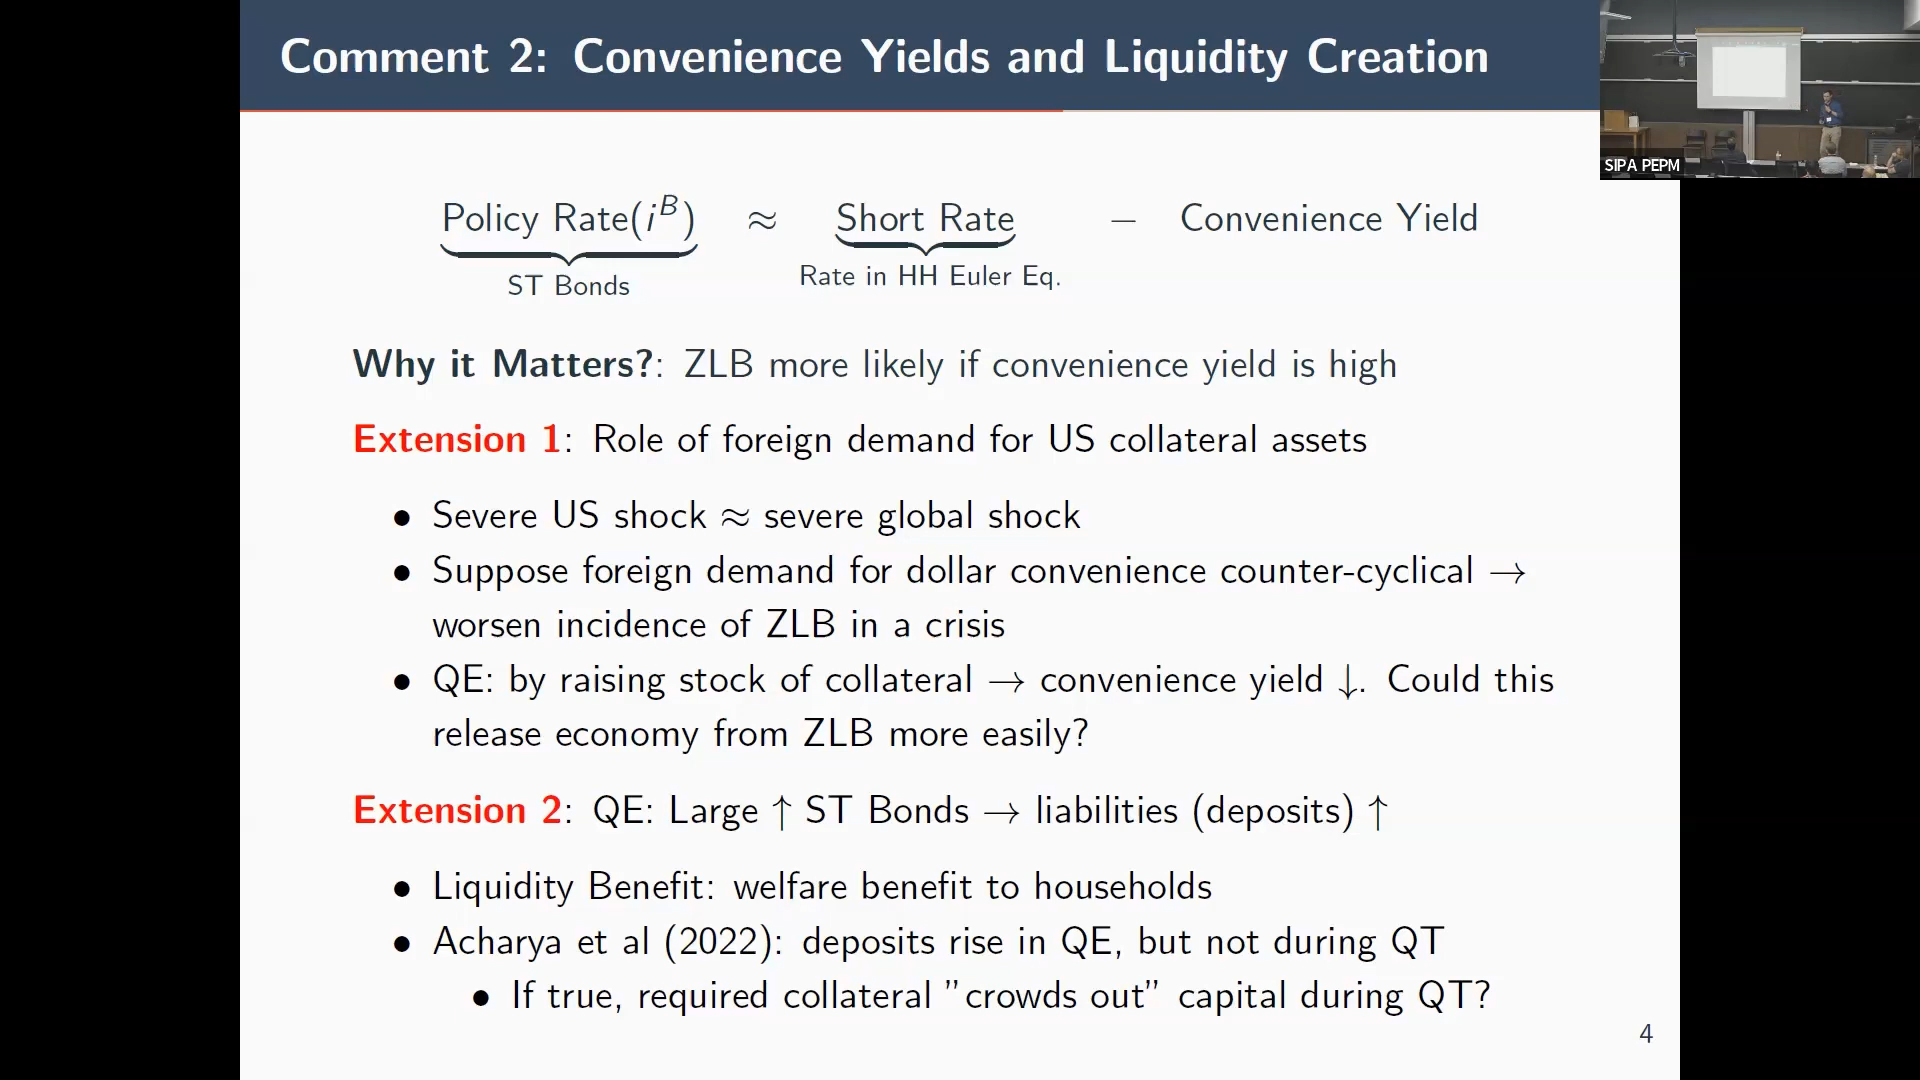 Comment 2: Convenience Yields and Liquidity Creation
SIPA PEPM
Policy Rate(i^B) ≈ Short Rate − Convenience Yield
ST Bonds
Rate in HH Euler Eq.
Why it Matters?: ZLB more likely if convenience yield is high
Extension 1: Role of foreign demand for US collateral assets
• Severe US shock ≈ severe global shock
• Suppose foreign demand for dollar convenience counter-cyclical →
worsen incidence of ZLB in a crisis
• QE: by raising stock of collateral → convenience yield ↓. Could this
release economy from ZLB more easily?
Extension 2: QE: Large ↑ ST Bonds → liabilities (deposits) ↑
• Liquidity Benefit: welfare benefit to households
• Acharya et al (2022): deposits rise in QE, but not during QT
• If true, required collateral ”crowds out” capital during QT?
4